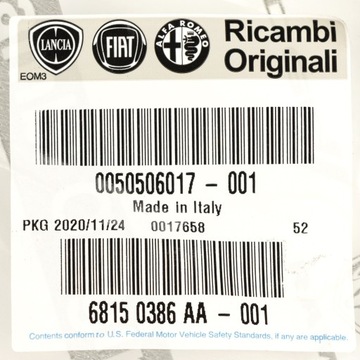 LANCIA FIAT ALFA ROMEO Ricambi
Originali
EOM3
0050506017 - 001
Made in Italy
PKG 2020/11/24 0017658 52
6815 0386 AA - 001
Contents conform to U.S. Federal Motor Vehicle Safety Standards, if any are applicable.